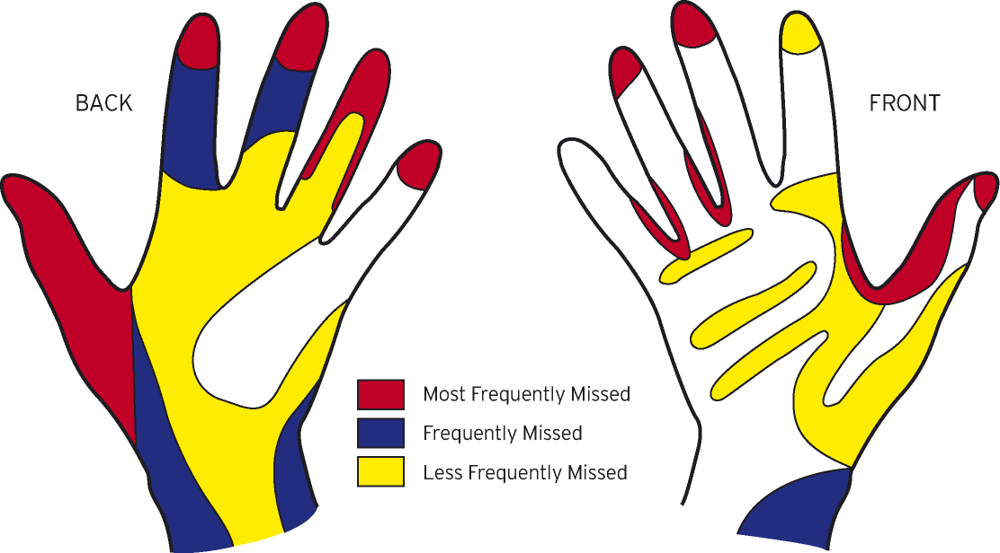 BACK
FRONT
Most Frequently Missed
Frequently Missed
Less Frequently Missed